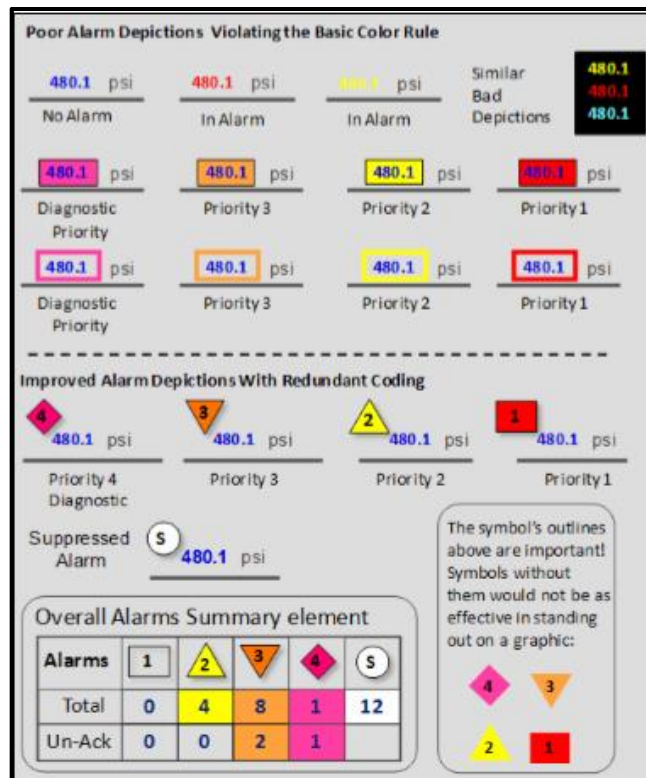 Poor Alarm Depictions Violating the Basic Color Rule
480.1 psi
No Alarm
480.1 psi
In Alarm
480.1 psi
In Alarm
Similar
Bad
Depictions
480.1
480.1
480.1
480.1 psi
Diagnostic
Priority
480.1 psi
Priority 3
480.1 psi
Priority 2
480.1 psi
Priority 1
480.1 psi
Diagnostic
Priority
480.1 psi
Priority 3
480.1 psi
Priority 2
480.1 psi
Priority 1
Improved Alarm Depictions With Redundant Coding
4
480.1 psi
Priority 4
Diagnostic
3
480.1 psi
Priority 3
2
480.1 psi
Priority 2
1
480.1 psi
Priority 1
Suppressed
Alarm
S
480.1 psi
The symbol's outlines
above are important!
Symbols without
them would not be as
effective in standing
out on a graphic:
4 3
2 1
Overall Alarms Summary element
Alarms 1 2 3 4 S
Total 0 4 8 1 12
Un-Ack 0 0 2 1